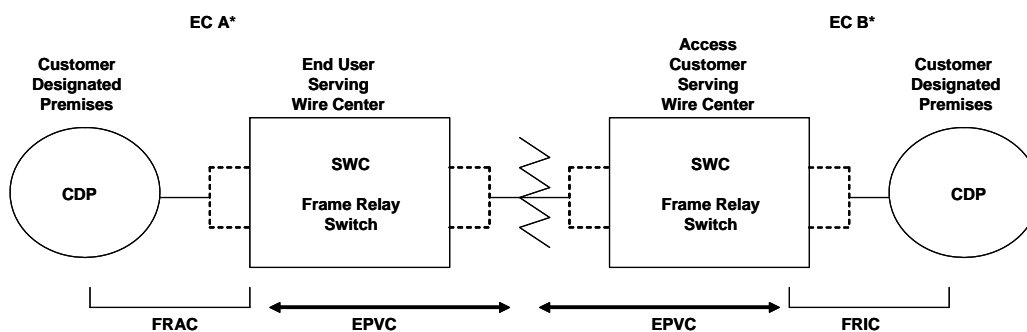 EC A*
EC B*
Customer
Designated
Premises
End User
Serving
Wire Center
Access
Customer
Serving
Wire Center
Customer
Designated
Premises
CDP
SWC
Frame Relay
Switch
SWC
Frame Relay
Switch
CDP
FRAC
EPVC
EPVC
FRIC